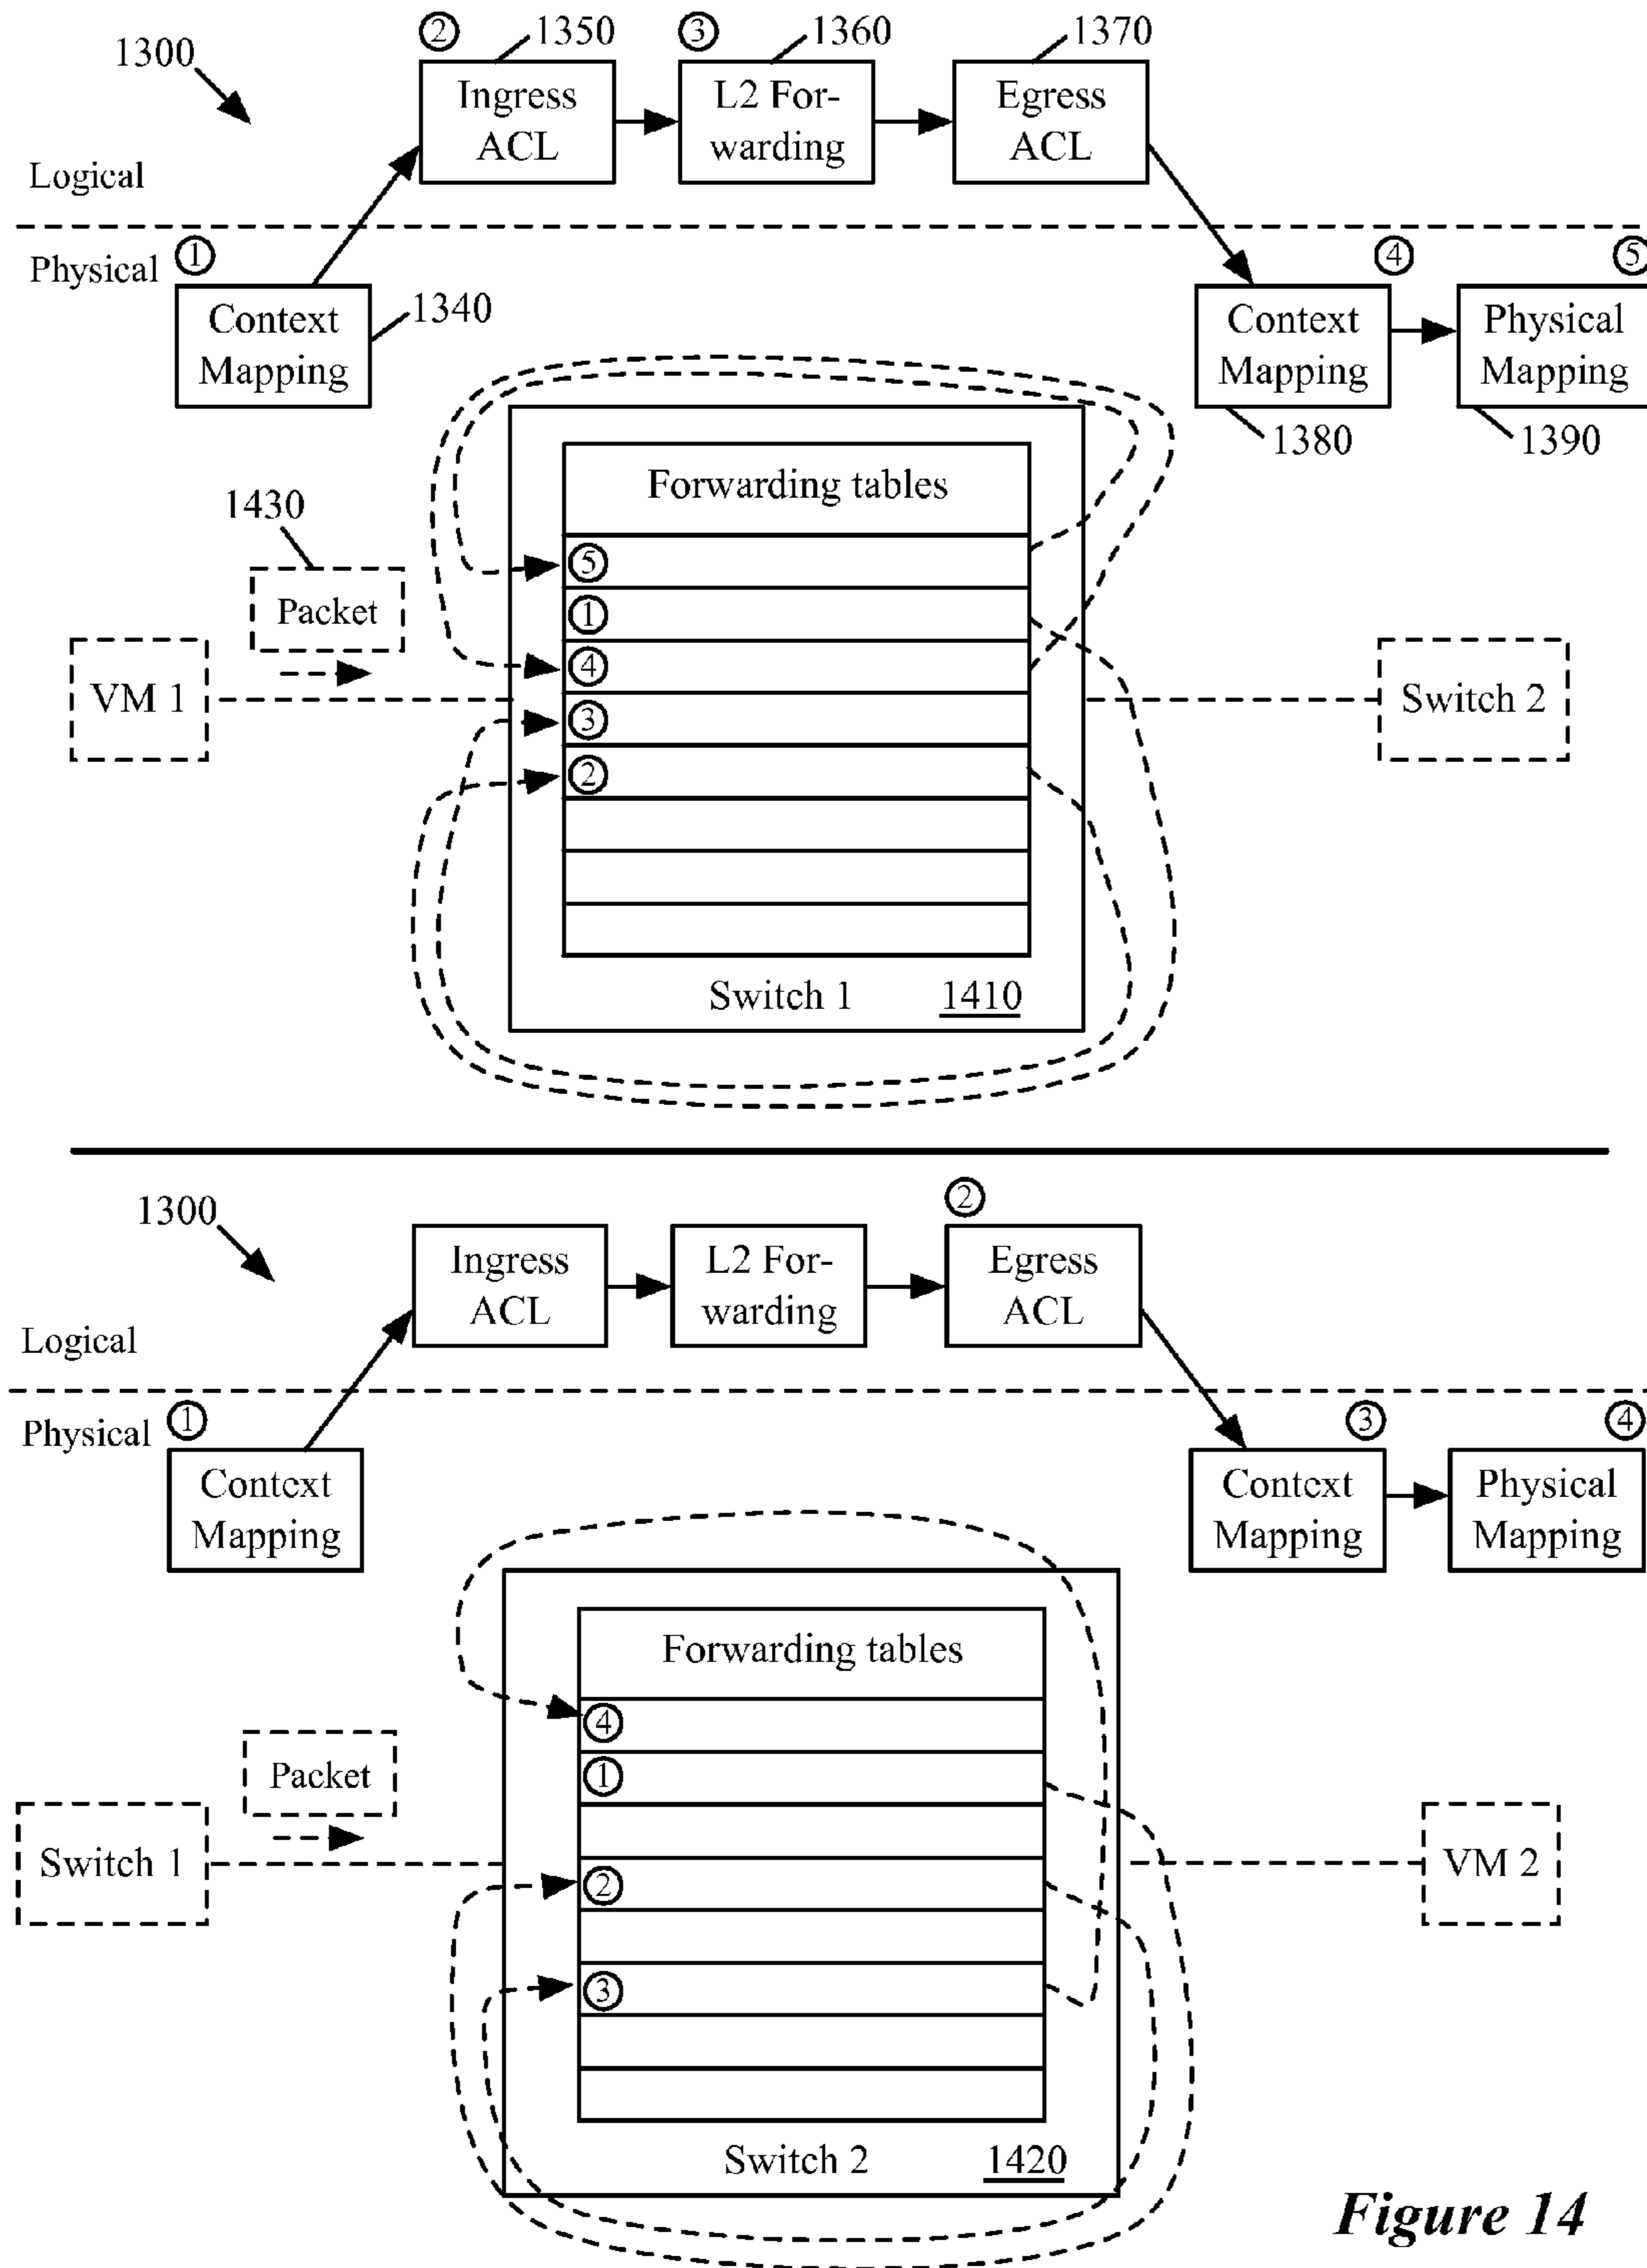 ② 1350 ③ 1360 1370
1300
Ingress ACL
L2 For-warding
Egress ACL
Logical
Physical ① ④ ⑤
Context Mapping
1340
Context Mapping
Physical Mapping
1380 1390
Forwarding tables
1430
Packet
⑤
①
④
③
②
VM 1
Switch 2
Switch 1 1410
1300
②
Ingress ACL
L2 For-warding
Egress ACL
Logical
Physical ① ③ ④
Context Mapping
Context Mapping
Physical Mapping
Forwarding tables
④
①
②
③
Packet
Switch 1
VM 2
Switch 2 1420
Figure 14